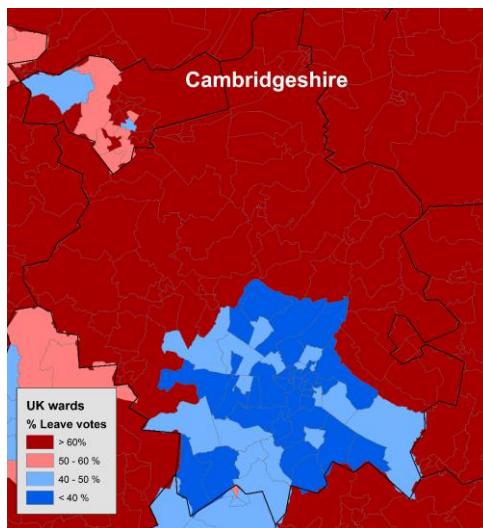 Cambridgeshire
UK wards
% Leave votes
> 60%
50 - 60 %
40 - 50 %
< 40 %